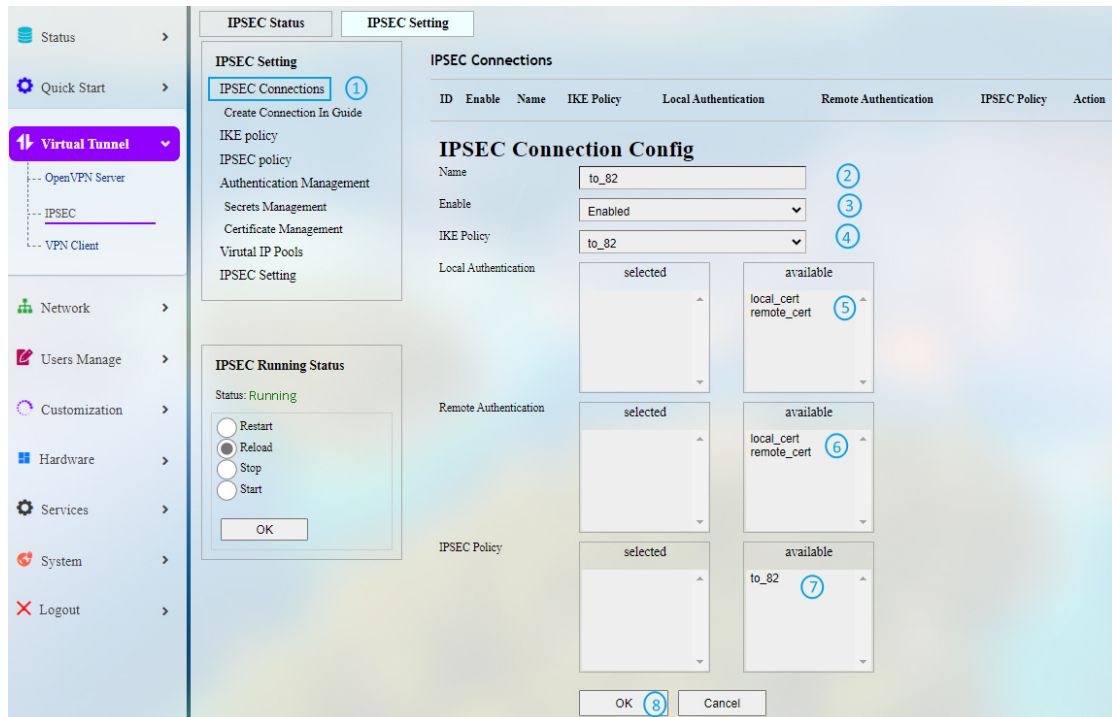 Status
Quick Start
Virtual Tunnel
OpenVPN Server
IPSEC
VPN Client
Network
Users Manage
Customization
Hardware
Services
System
Logout
IPSEC Status
IPSEC Setting
IPSEC Setting
IPSEC Connections 1
Create Connection In Guide
IKE policy
IPSEC policy
Authentication Management
Secrets Management
Certificate Management
Virutal IP Pools
IPSEC Setting
IPSEC Running Status
Status: Running
Restart
Reload
Stop
Start
OK
IPSEC Connections
ID Enable Name IKE Policy Local Authentication Remote Authentication IPSEC Policy Action
IPSEC Connection Config
Name to_82 2
Enable Enabled 3
IKE Policy to_82 4
Local Authentication selected available
local_cert
remote_cert 5
Remote Authentication selected available
local_cert
remote_cert 6
IPSEC Policy selected available
to_82 7
OK 8 Cancel